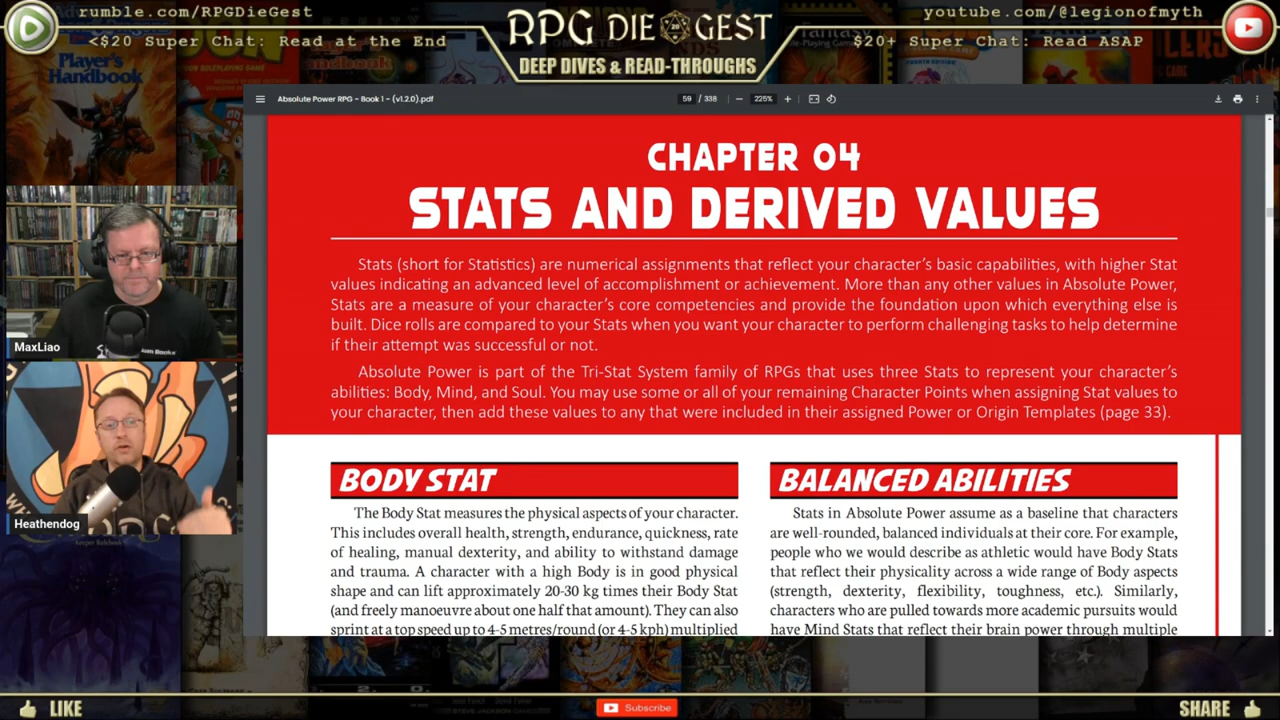 rumble.com/RPGDieGest
<$20 Super Chat: Read at the End
RPG DIE GEST
DEEP DIVES & READ-THROUGHS
youtube.com/@legionofmyth
$20+ Super Chat: Read ASAP
Player's
Handbook
Absolute Power RPG - Book 1 - (v1.2.0).pdf
59 / 338
225%
CHAPTER 04
STATS AND DERIVED VALUES
Stats (short for Statistics) are numerical assignments that reflect your character's basic capabilities, with higher Stat
values indicating an advanced level of accomplishment or achievement. More than any other values in Absolute Power,
Stats are a measure of your character's core competencies and provide the foundation upon which everything else is
built. Dice rolls are compared to your Stats when you want your character to perform challenging tasks to help determine
if their attempt was successful or not.
Absolute Power is part of the Tri-Stat System family of RPGs that uses three Stats to represent your character's
abilities: Body, Mind, and Soul. You may use some or all of your remaining Character Points when assigning Stat values to
your character, then add these values to any that were included in their assigned Power or Origin Templates (page 33).
BODY STAT
The Body Stat measures the physical aspects of your character.
This includes overall health, strength, endurance, quickness, rate
of healing, manual dexterity, and ability to withstand damage
and trauma. A character with a high Body is in good physical
shape and can lift approximately 20-30 kg times their Body Stat
(and freely manoeuvre about one half that amount). They can also
sprint at a top speed up to 4-5 metres/round (or 4-5 kph) multiplied
BALANCED ABILITIES
Stats in Absolute Power assume as a baseline that characters
are well-rounded, balanced individuals at their core. For example,
people who we would describe as athletic would have Body Stats
that reflect their physicality across a wide range of Body aspects
(strength, dexterity, flexibility, toughness, etc.). Similarly,
characters who are pulled towards more academic pursuits would
have Mind Stats that reflect their brain power through multiple
MaxLiao
Heathendog
LIKE
Subscribe
SHARE